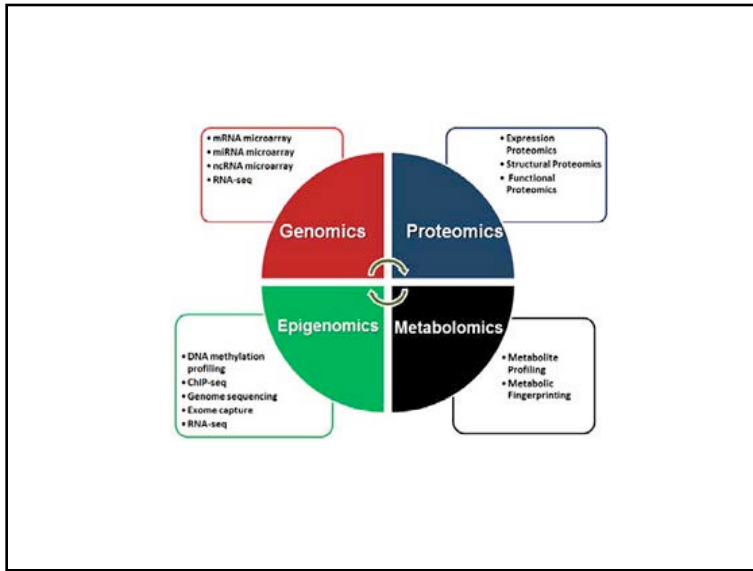 • mRNA microarray
• miRNA microarray
• ncRNA microarray
• RNA-seq
• Expression
Proteomics
• Structural Proteomics
• Functional
Proteomics
Genomics
Proteomics
Epigenomics
Metabolomics
• DNA methylation
profiling
• ChIP-seq
• Genome sequencing
• Exome capture
• RNA-seq
• Metabolite
Profiling
• Metabolic
Fingerprinting